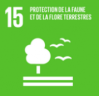 15 PROTECTION DE LA FAUNE
ET DE LA FLORE TERRESTRES